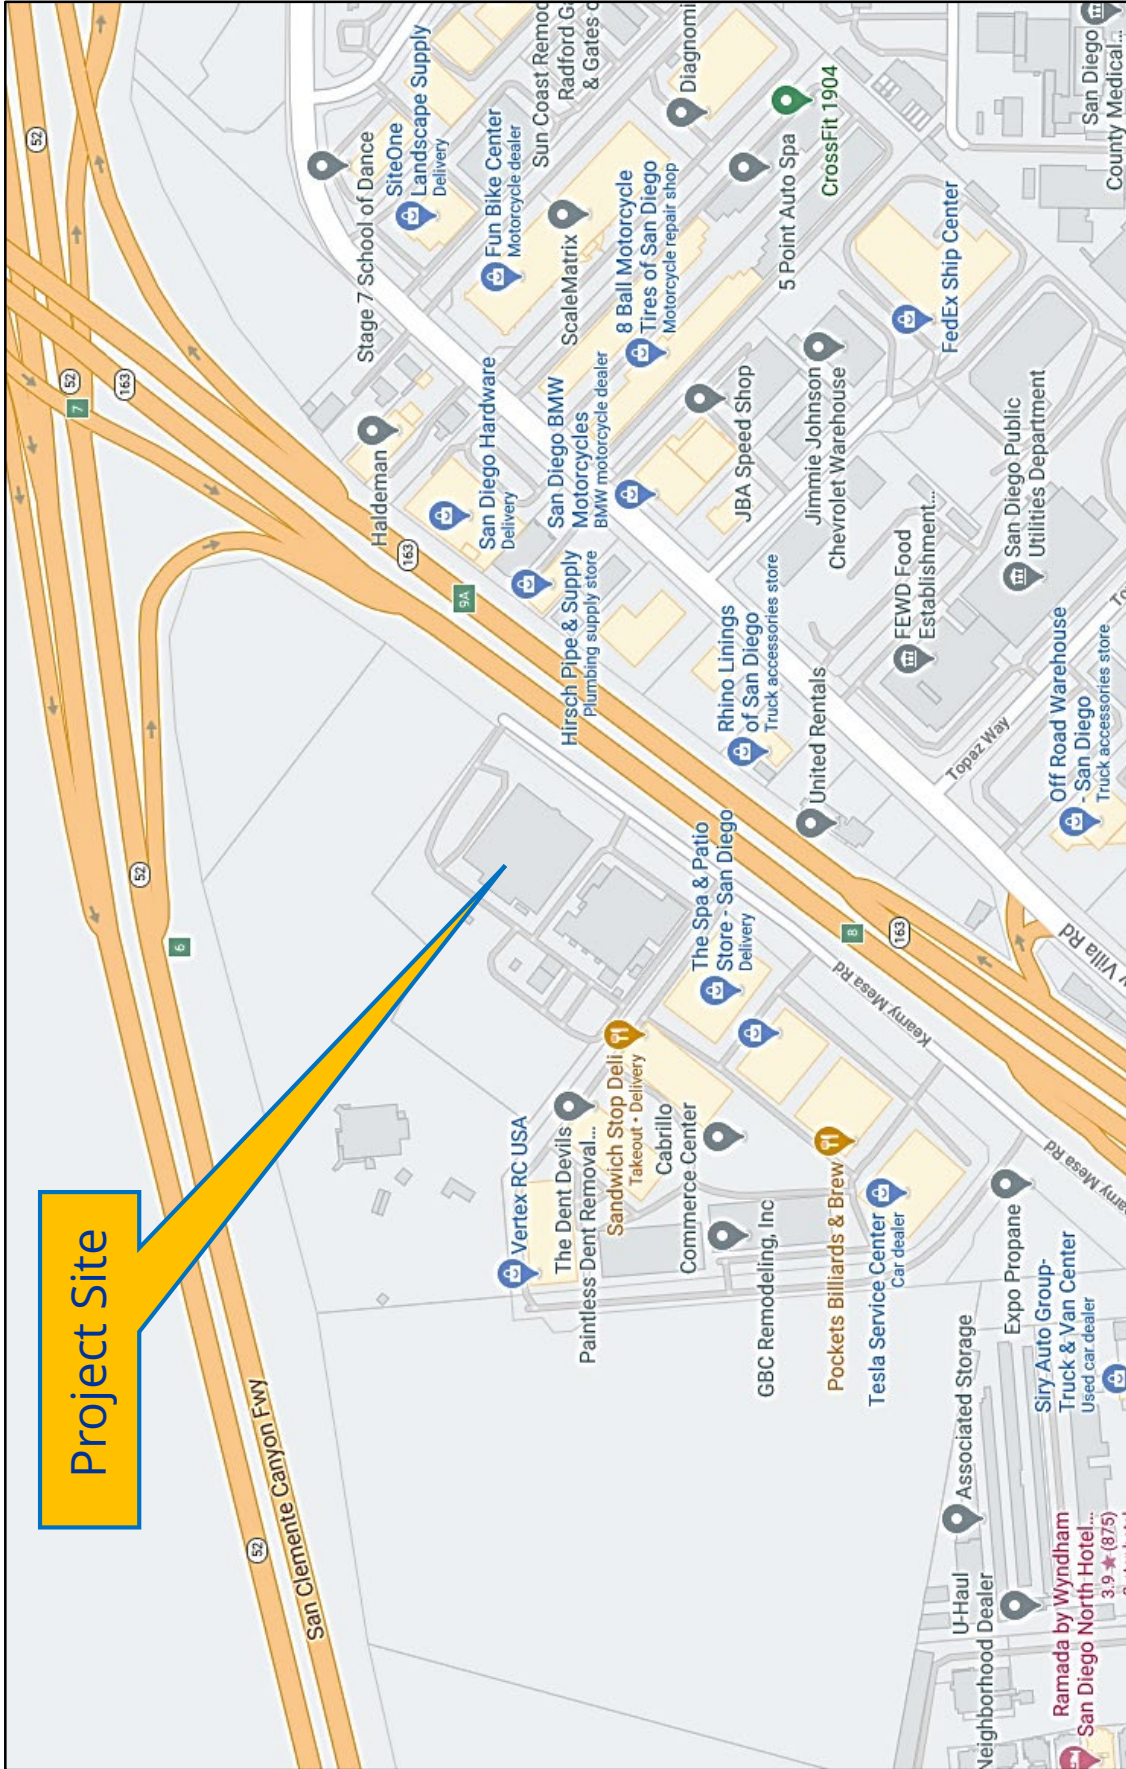 Project Site
52
52
52
52
163
163
163
7
9A
6
8
San Clemente Canyon Fwy
Stage 7 School of Dance
SiteOne
Landscape Supply
Delivery
Fun Bike Center
Motorcycle dealer
Sun Coast Remod
Radford Ga
& Gates o
Diagnomi
ScaleMatrix
CrossFit 1904
5 Point Auto Spa
8 Ball Motorcycle
Tires of San Diego
Motorcycle repair shop
San Diego
County Medical...
FedEx Ship Center
Haldeman
San Diego Hardware
Delivery
San Diego BMW
Motorcycles
BMW motorcycle dealer
JBA Speed Shop
Jimmie Johnson
Chevrolet Warehouse
Hirsch Pipe & Supply
Plumbing supply store
Rhino Linings
of San Diego
Truck accessories store
FEWD Food
Establishment...
San Diego Public
Utilities Department
United Rentals
Topaz Way
To
Off Road Warehouse
- San Diego
Truck accessories store
y Villa Rd
The Spa & Patio
Store - San Diego
Delivery
Kearny Mesa Rd
arny Mesa Rd
Vertex RC USA
The Dent Devils
Paintless Dent Removal...
Sandwich Stop Deli
Takeout • Delivery
Cabrillo
Commerce Center
GBC Remodeling, Inc
Pockets Billiards & Brew
Tesla Service Center
Car dealer
Expo Propane
Associated Storage
Siry Auto Group-
Truck & Van Center
Used car dealer
U-Haul
Neighborhood Dealer
Ramada by Wyndham
San Diego North Hotel...
3.9 ★ (875)